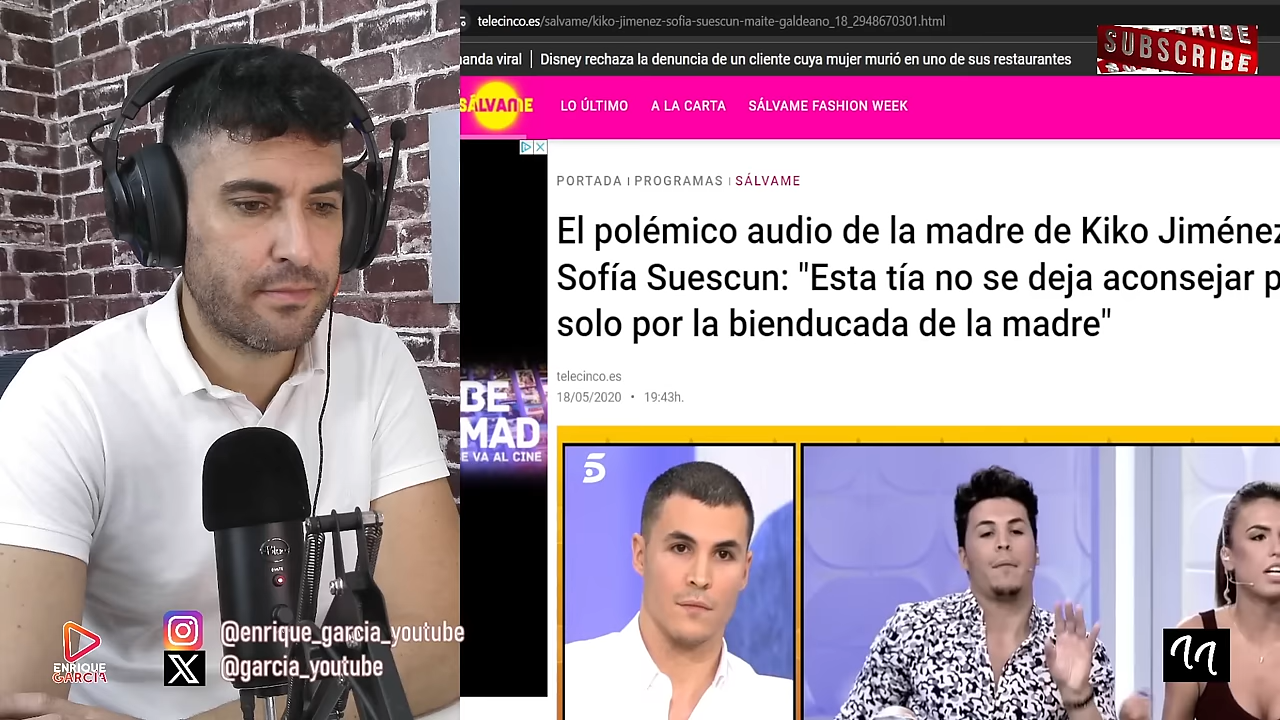 telecinco.es/salvame/kiko-jimenez-sofia-suescun-maite-galdeano_18_2948670301.html
anda viral | Disney rechaza la denuncia de un cliente cuya mujer murió en uno de sus restaurantes
SUBSCRIBE
SÁLVAME
LO ÚLTIMO
A LA CARTA
SÁLVAME FASHION WEEK
PORTADA | PROGRAMAS | SÁLVAME
El polémico audio de la madre de Kiko Jiménez
Sofía Suescun: "Esta tía no se deja aconsejar p
solo por la bienducada de la madre"
telecinco.es
18/05/2020 • 19:43h.
BE
MAD
E VA AL CINE
5
@enrique_garcia_youtube
@garcia_youtube
ENRIQUE
GARCIA